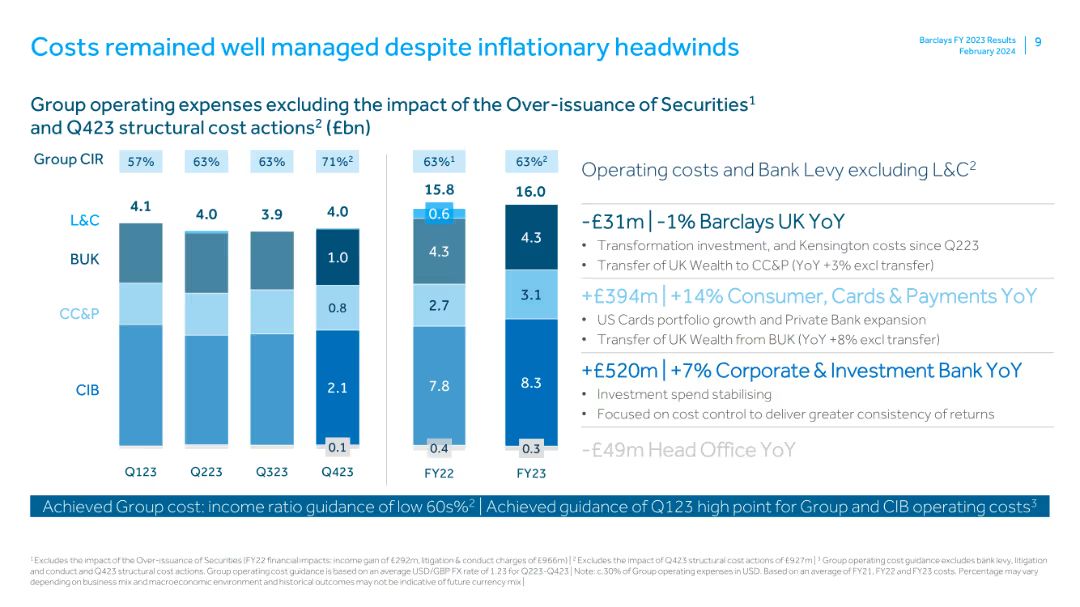 Costs remained well managed despite inflationary headwinds
Barclays FY 2023 Results
February 2024
9
Group operating expenses excluding the impact of the Over-issuance of Securities¹
and Q423 structural cost actions² (£bn)
Group CIR
57%
63%
63%
71%²
63%¹
63%²
4.1
4.0
3.9
4.0
15.8
16.0
L&C
0.6
BUK
1.0
4.3
4.3
CC&P
0.8
2.7
3.1
CIB
2.1
7.8
8.3
0.1
0.4
0.3
Q123
Q223
Q323
Q423
FY22
FY23
Operating costs and Bank Levy excluding L&C²
-£31m | -1% Barclays UK YoY
• Transformation investment, and Kensington costs since Q223
• Transfer of UK Wealth to CC&P (YoY +3% excl transfer)
+£394m | +14% Consumer, Cards & Payments YoY
• US Cards portfolio growth and Private Bank expansion
• Transfer of UK Wealth from BUK (YoY +8% excl transfer)
+£520m | +7% Corporate & Investment Bank YoY
• Investment spend stabilising
• Focused on cost control to deliver greater consistency of returns
-£49m Head Office YoY
Achieved Group cost: income ratio guidance of low 60s%² | Achieved guidance of Q123 high point for Group and CIB operating costs³
¹ Excludes the impact of the Over-issuance of Securities (FY22 financial impacts: income gain of £292m, litigation & conduct charges of £966m) | ² Excludes the impact of Q423 structural cost actions of £927m | ³ Group operating cost guidance excludes bank levy, litigation
and conduct and Q423 structural cost actions. Group operating cost guidance is based on an average USD/GBP FX rate of 1.23 for Q223-Q423 | Note: c.30% of Group operating expenses in USD. Based on an average of FY21, FY22 and FY23 costs. Percentage may vary
depending on business mix and macroeconomic environment and historical outcomes may not be indicative of future currency mix |